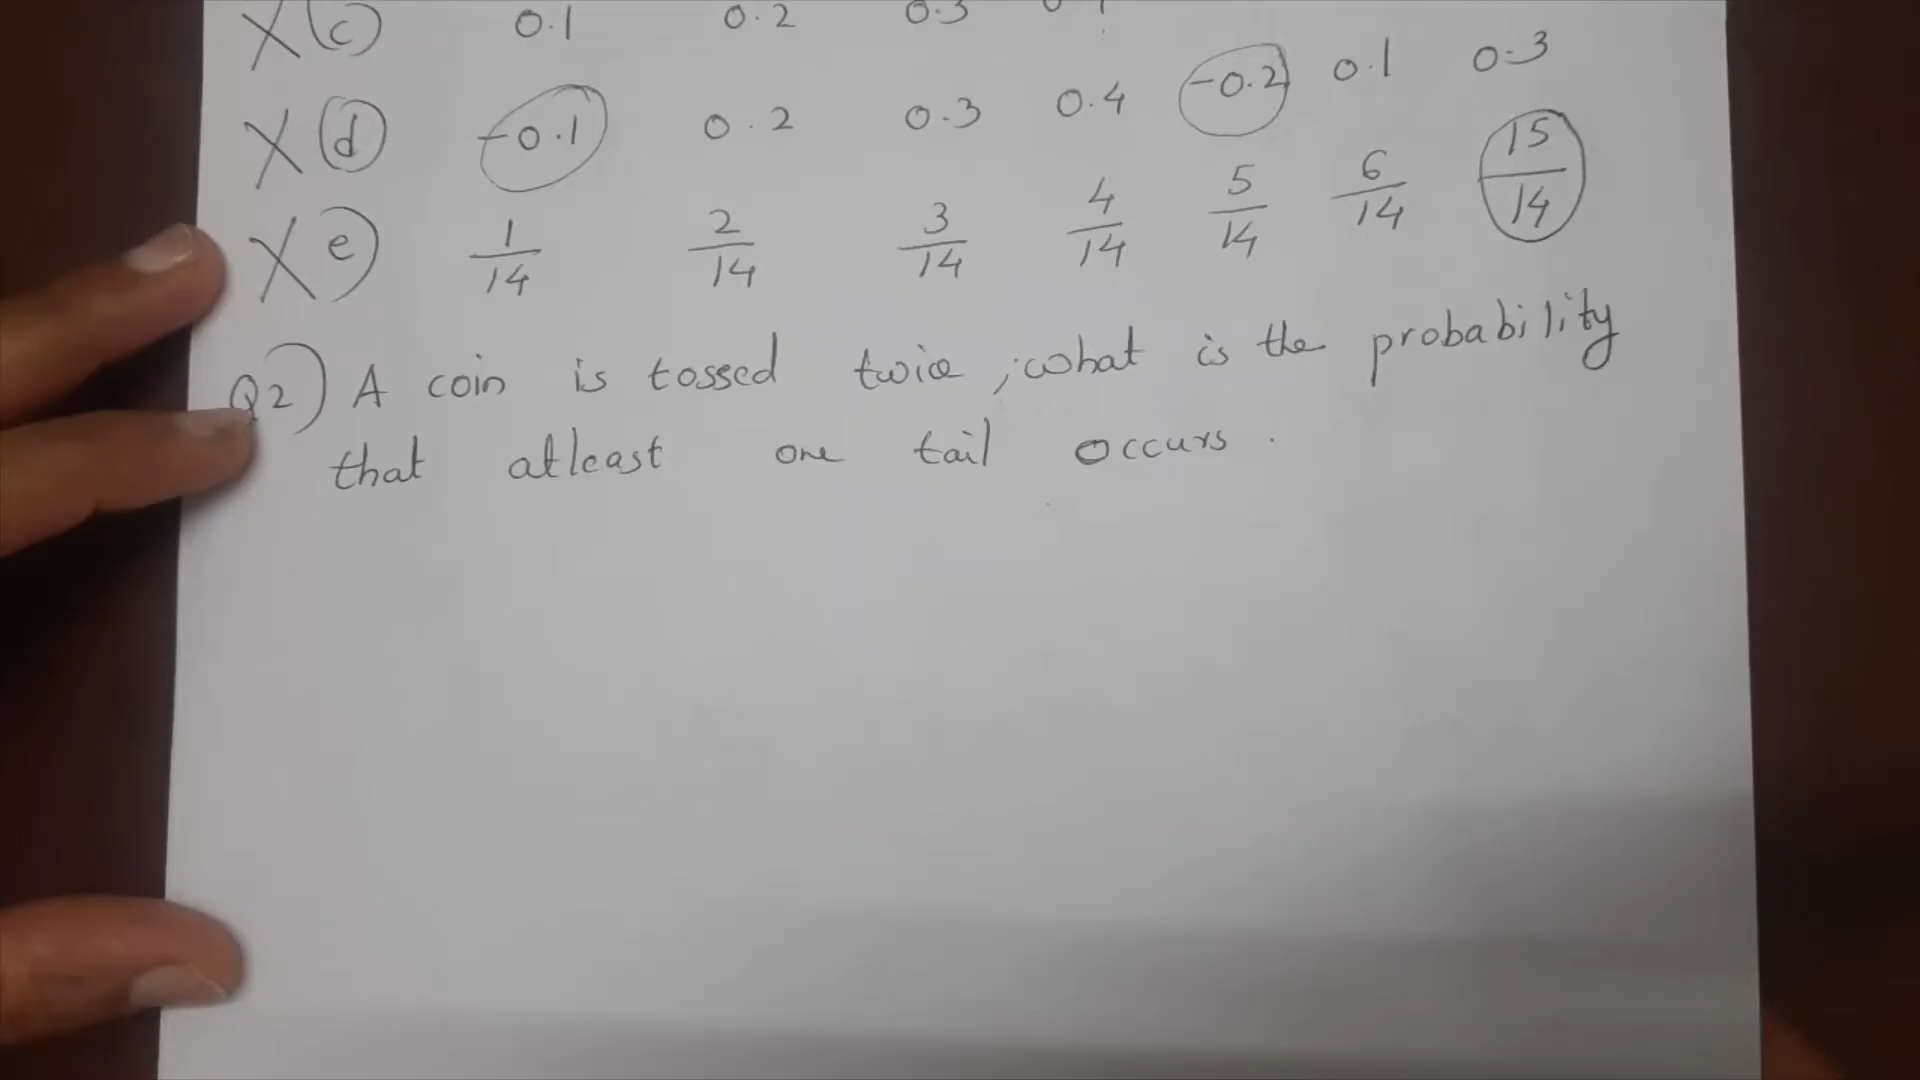 X (c) 0.1 0.2 0.3
X (d) -0.1 0.2 0.3 0.4 -0.2 0.1 0.3
X e) 1/14 2/14 3/14 4/14 5/14 6/14 15/14
Q2) A coin is tossed twice ; what is the probability
that atleast one tail occurs.